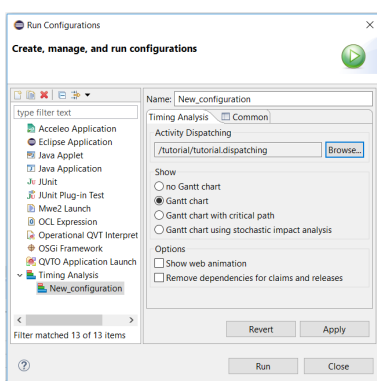 Run Configurations
Create, manage, and run configurations
type filter text
Acceleo Application
Eclipse Application
Java Applet
Java Application
JUnit
JUnit Plug-in Test
Mwe2 Launch
OCL Expression
Operational QVT Interpret
OSGi Framework
QVTO Application Launch
Timing Analysis
New_configuration
Filter matched 13 of 13 items
Name: New_configuration
Timing Analysis Common
Activity Dispatching
/tutorial/tutorial.dispatching Browse...
Show
no Gantt chart
Gantt chart
Gantt chart with critical path
Gantt chart using stochastic impact analysis
Options
Show web animation
Remove dependencies for claims and releases
Revert Apply
Run Close